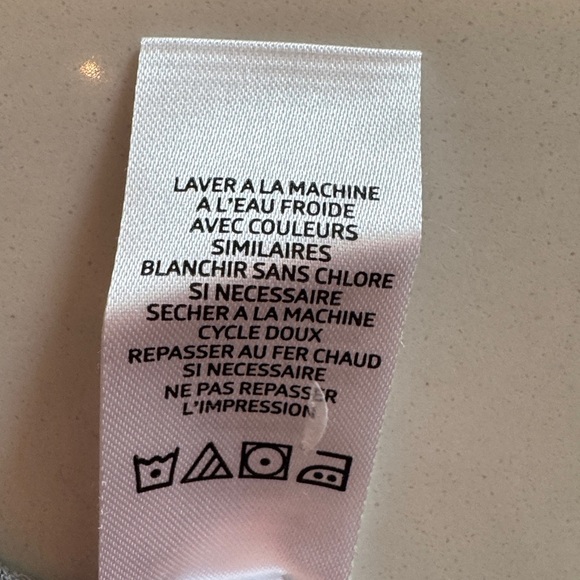 LAVER A LA MACHINE
A L'EAU FROIDE
AVEC COULEURS
SIMILAIRES
BLANCHIR SANS CHLORE
SI NECESSAIRE
SECHER A LA MACHINE
CYCLE DOUX
REPASSER AU FER CHAUD
SI NECESSAIRE
NE PAS REPASSER
L'IMPRESSION